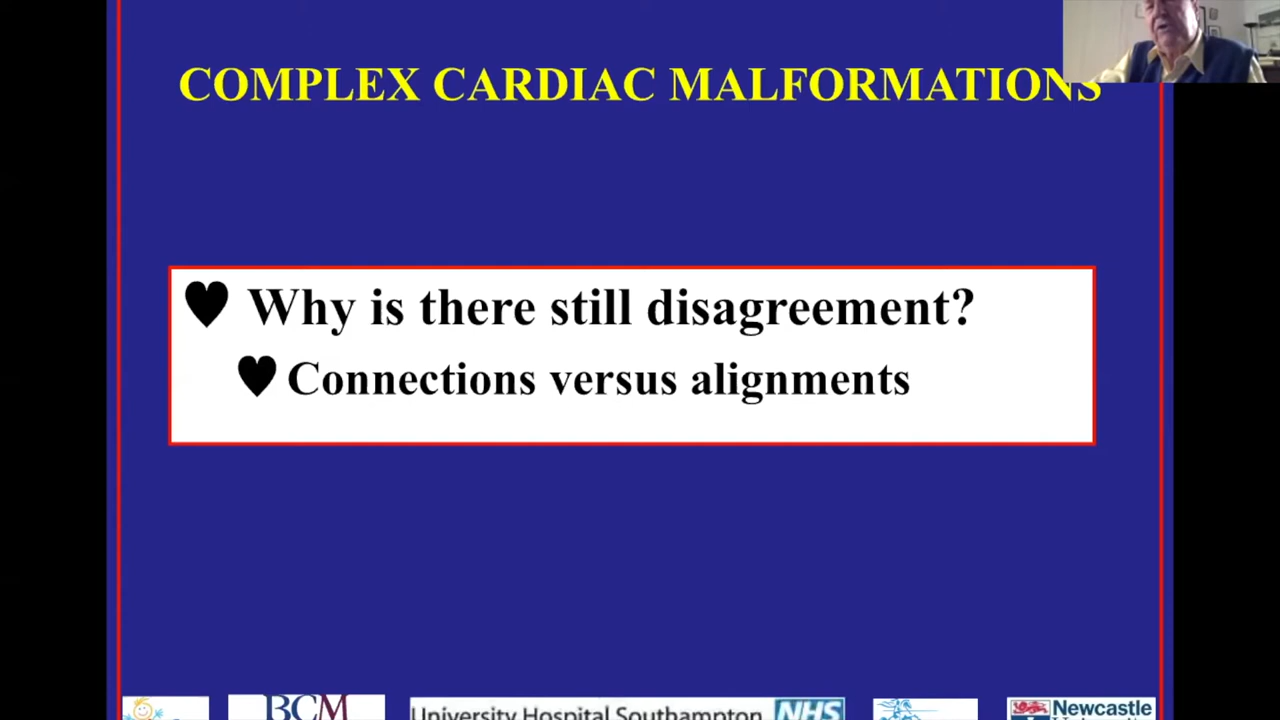 COMPLEX CARDIAC MALFORMATIONS
Why is there still disagreement?
Connections versus alignments
BCM
University Hospital Southampton NHS
Newcastle